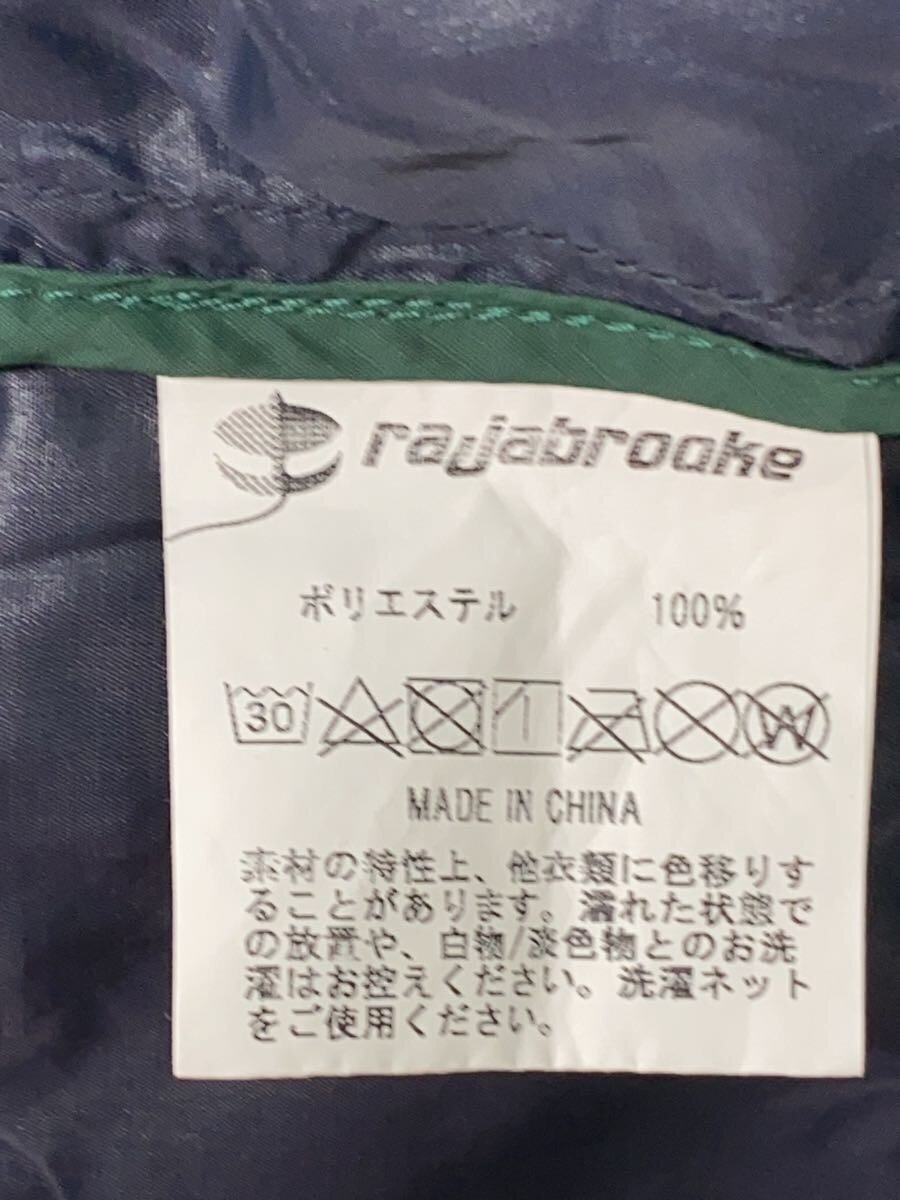 rajabrooke
ポリエステル 100%
30 W
MADE IN CHINA
素材の特性上、他衣類に色移りす
ることがあります。濡れた状態で
の放置や、白物/淡色物とのお洗
濯はお控えください。洗濯ネット
をご使用ください。